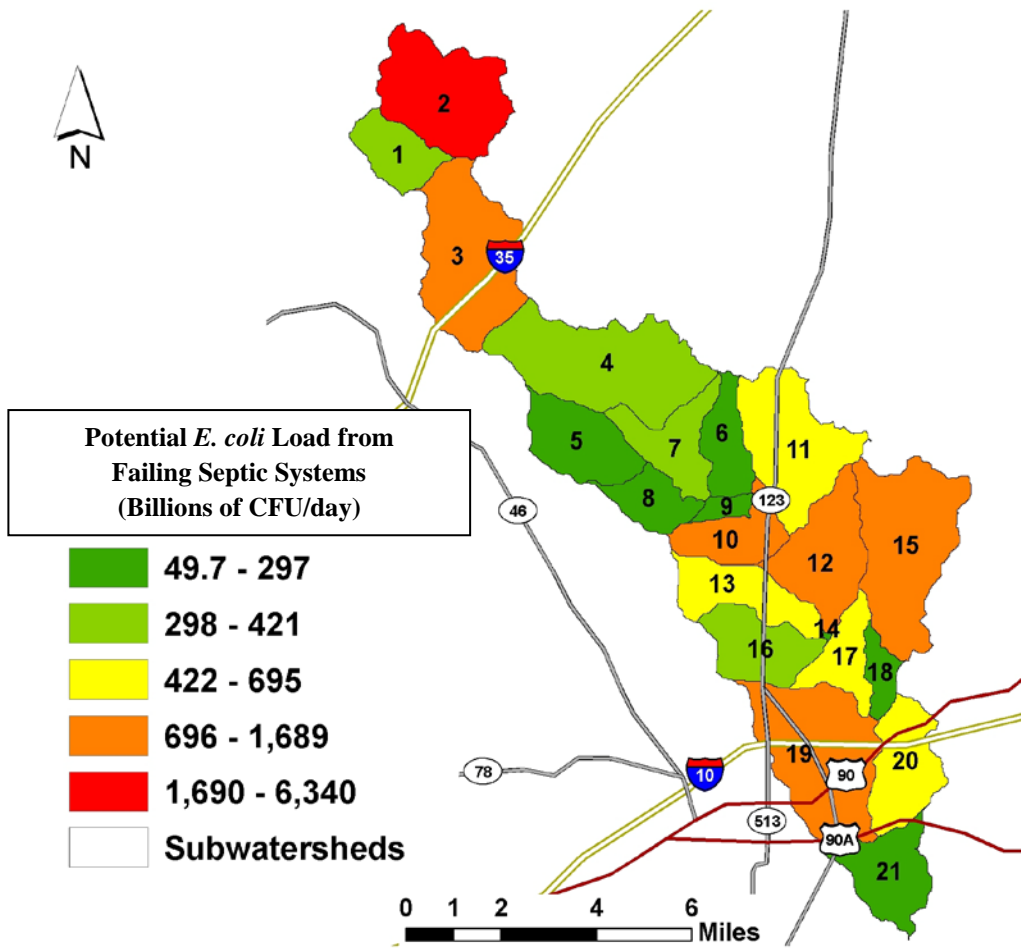 N
2
1
3
35
4
5
7
6
11
8
9
123
46
10
12
15
13
14
16
17
18
19
20
78
10
90
513
90A
21
Potential E. coli Load from
Failing Septic Systems
(Billions of CFU/day)
49.7 - 297
298 - 421
422 - 695
696 - 1,689
1,690 - 6,340
Subwatersheds
0 1 2 4 6
Miles